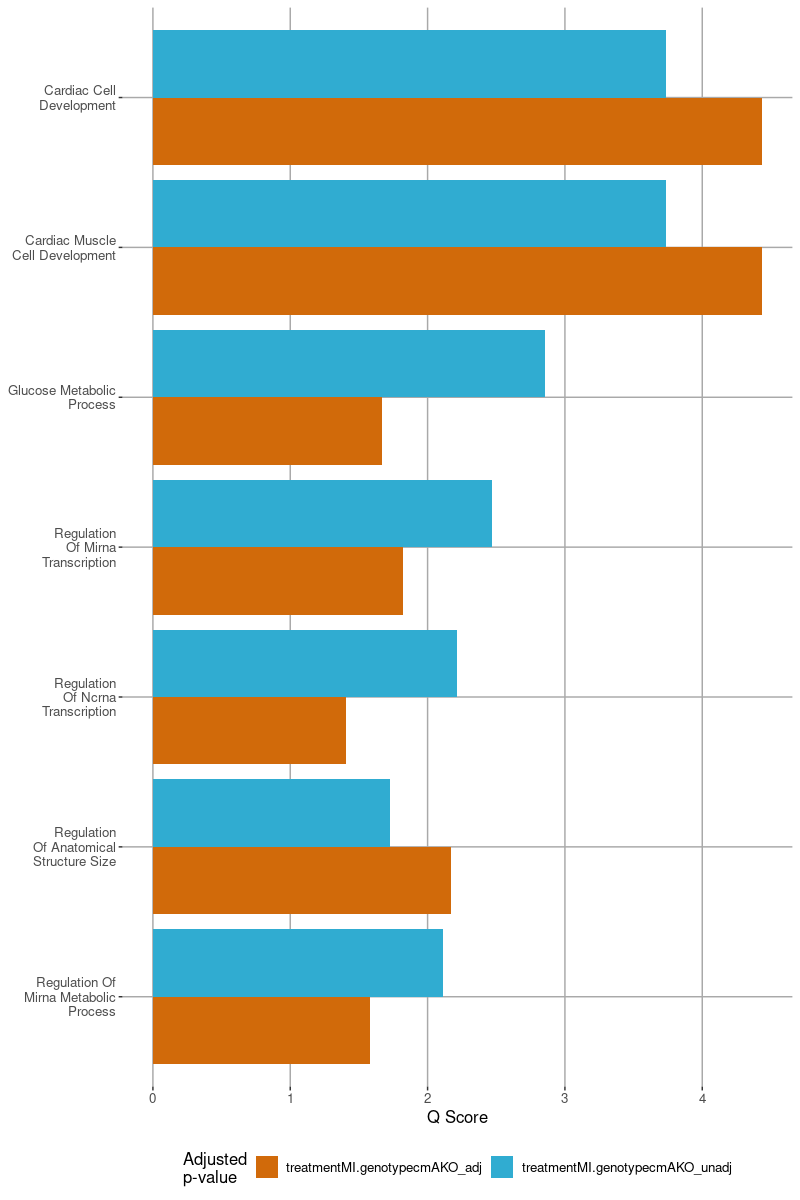 Cardiac Cell
Development
Cardiac Muscle
Cell Development
Glucose Metabolic
Process
Regulation
Of Mirna
Transcription
Regulation
Of Ncrna
Transcription
Regulation
Of Anatomical
Structure Size
Regulation Of
Mirna Metabolic
Process
0 1 2 3 4
Q Score
Adjusted
p-value
treatmentMI.genotypecmAKO_adj
treatmentMI.genotypecmAKO_unadj